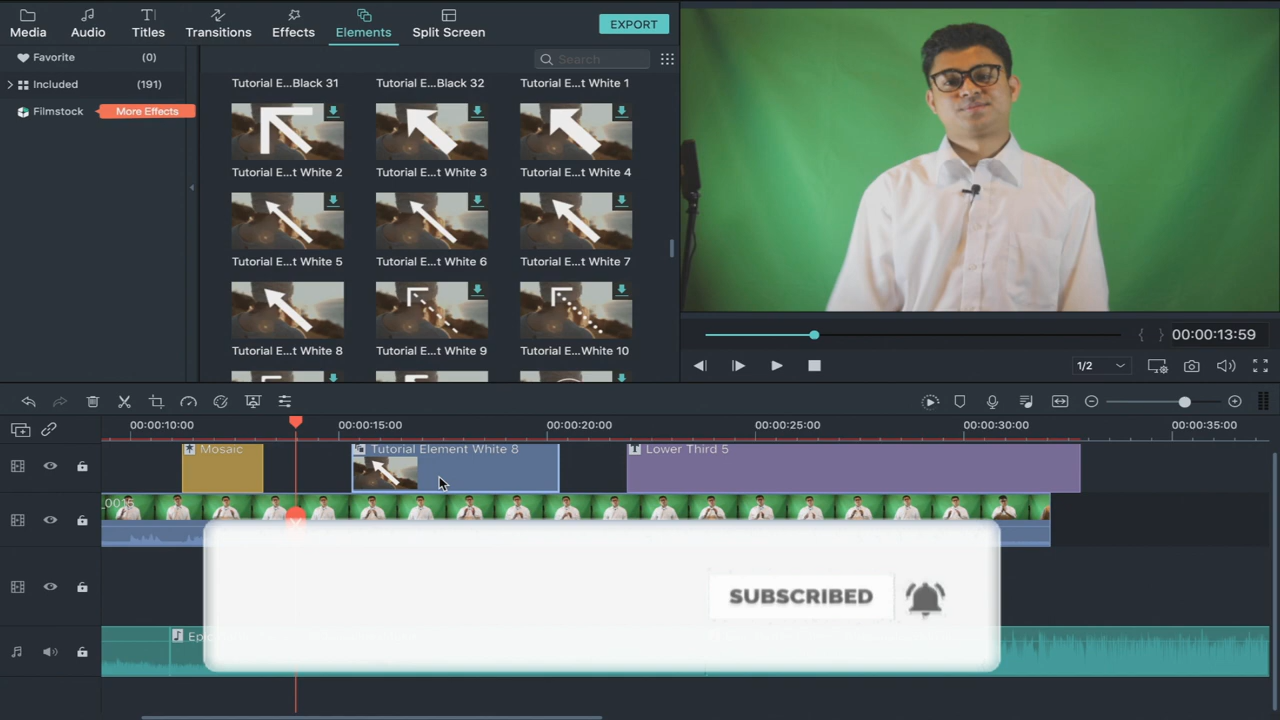 Media Audio Titles Transitions Effects Elements Split Screen EXPORT
Favorite (0)
Included (191)
Filmstock More Effects
Search
Tutorial E...Black 31 Tutorial E...Black 32 Tutorial E...t White 1
Tutorial E...t White 2 Tutorial E...t White 3 Tutorial E...t White 4
Tutorial E...t White 5 Tutorial E...t White 6 Tutorial E...t White 7
Tutorial E...t White 8 Tutorial E...t White 9 Tutorial E...White 10
00:00:13:59
1/2
00:00:10:00 00:00:15:00 00:00:20:00 00:00:25:00 00:00:30:00 00:00:35:00
Mosaic Tutorial Element White 8 Lower Third 5
SUBSCRIBED